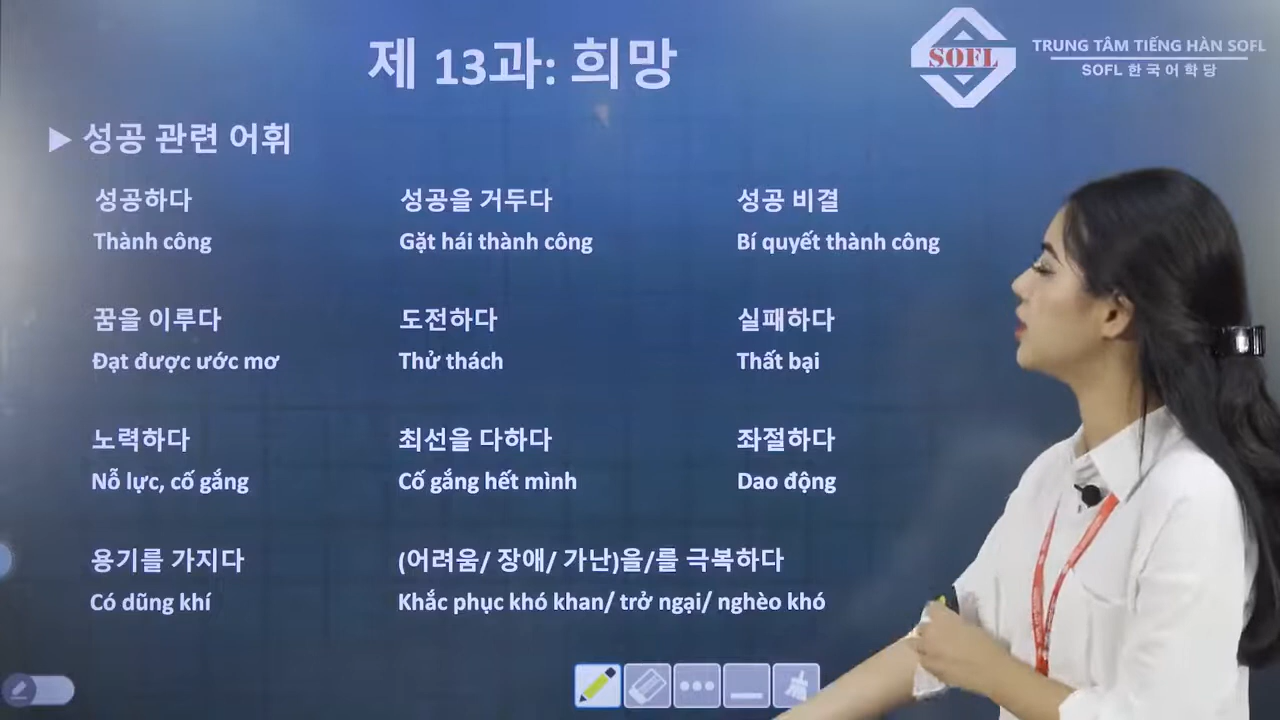 제 13과: 희망
SOFL
TRUNG TÂM TIẾNG HÀN SOFL
SOFL 한국어학당
성공 관련 어휘
성공하다
성공을 거두다
성공 비결
Thành công
Gặt hái thành công
Bí quyết thành công
꿈을 이루다
도전하다
실패하다
Đạt được ước mơ
Thử thách
Thất bại
노력하다
최선을 다하다
좌절하다
Nỗ lực, cố gắng
Cố gắng hết mình
Dao động
용기를 가지다
(어려움/ 장애/ 가난)을/를 극복하다
Có dũng khí
Khắc phục khó khan/ trở ngại/ nghèo khó